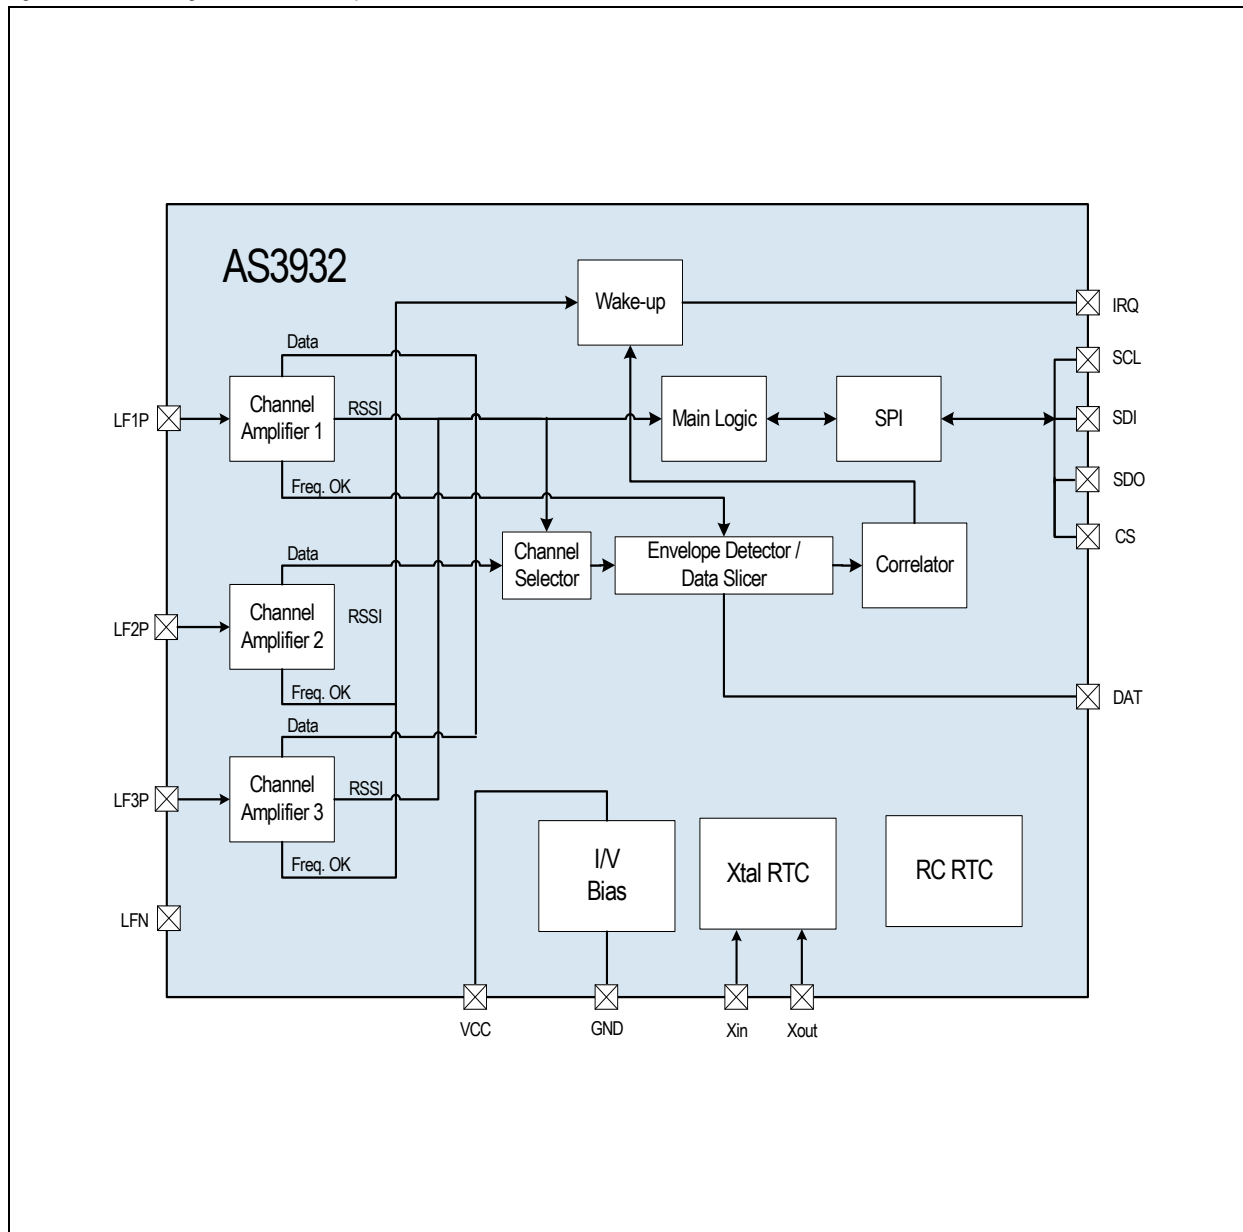 AS3932
Wake-up
IRQ
Data
SCL
LF1P
Channel
Amplifier 1
RSSI
Main Logic
SPI
SDI
Freq. OK
SDO
CS
Data
Channel
Selector
Envelope Detector /
Data Slicer
Correlator
LF2P
Channel
Amplifier 2
RSSI
Freq. OK
DAT
Data
LF3P
Channel
Amplifier 3
RSSI
Freq. OK
I/V
Bias
Xtal RTC
RC RTC
LFN
VCC
GND
Xin
Xout